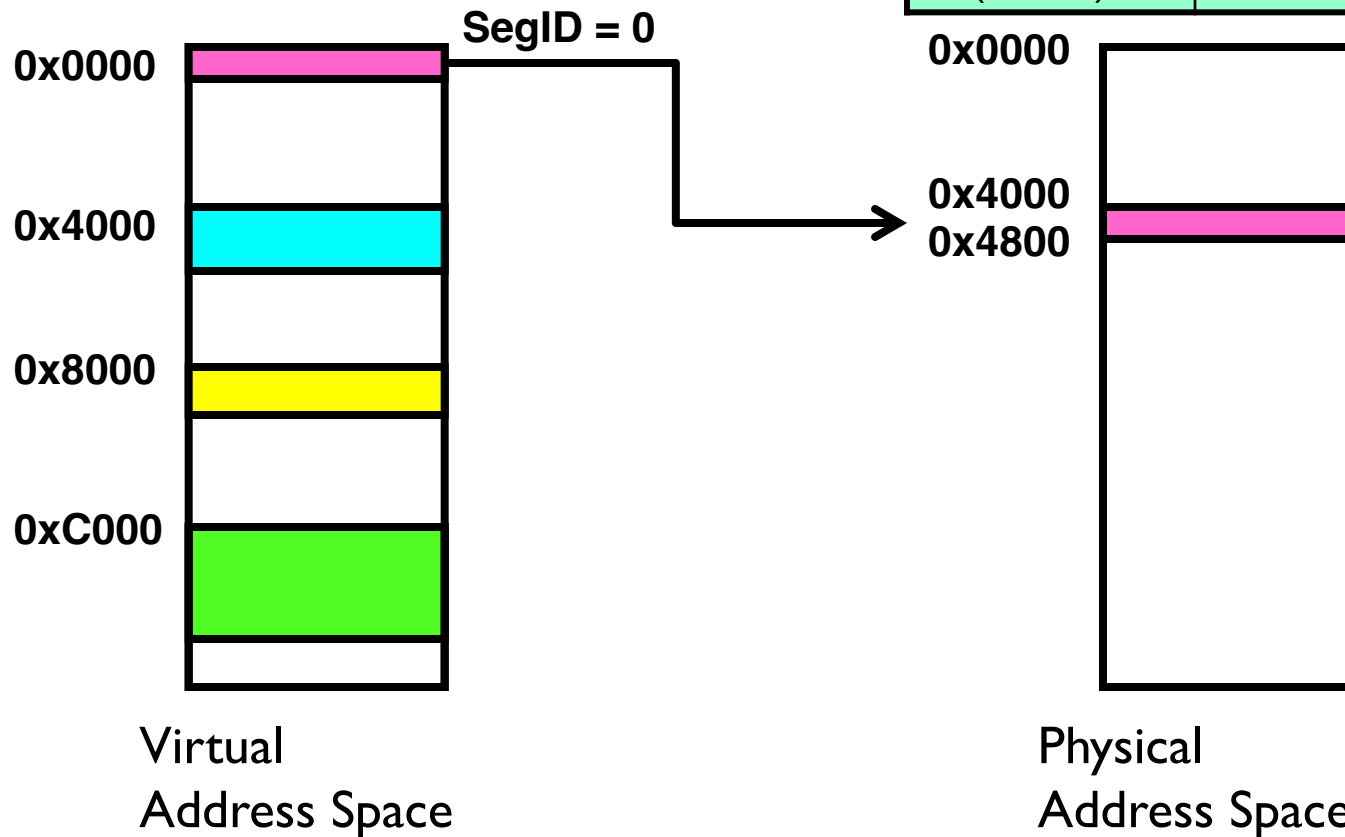 SegID = 0
0x0000
0x4000
0x8000
0xC000
Virtual
Address Space
0x0000
0x4000
0x4800
Physical
Address Space